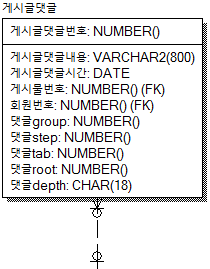 게시글댓글
게시글댓글번호: NUMBER()
게시글댓글내용: VARCHAR2(800)
게시글댓글시간: DATE
게시물번호: NUMBER() (FK)
회원번호: NUMBER() (FK)
댓글group: NUMBER()
댓글step: NUMBER()
댓글tab: NUMBER()
댓글root: NUMBER()
댓글depth: CHAR(18)